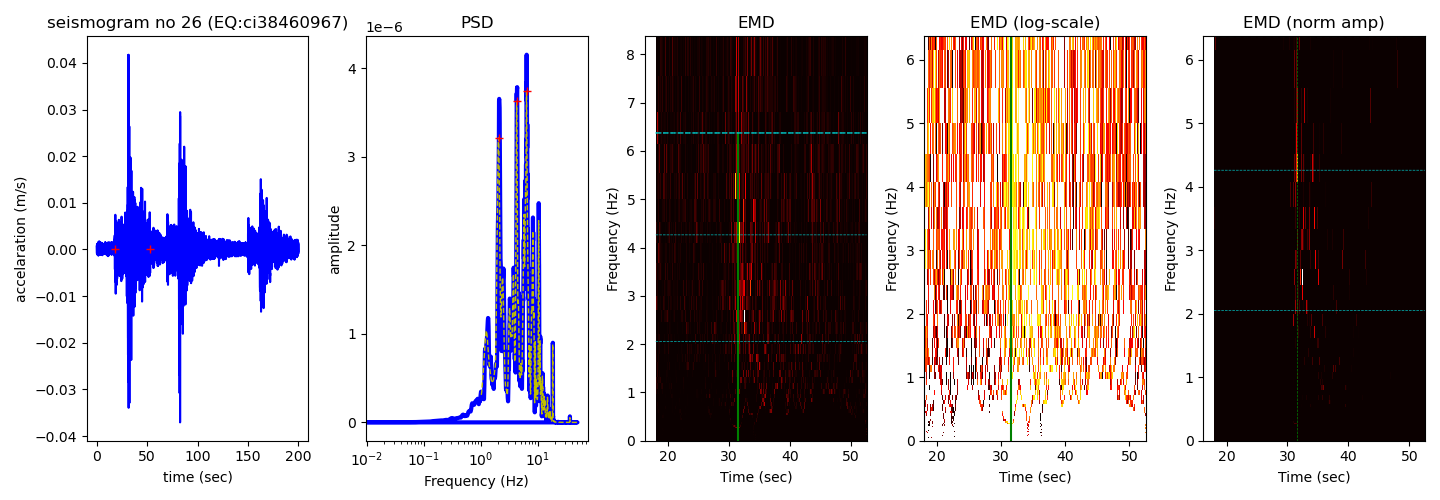 seismogram no 26 (EQ:ci38460967)
0.04
0.03
0.02
0.01
0.00
−0.01
−0.02
−0.03
−0.04
accelaration (m/s)
0 50 100 150 200
time (sec)
PSD
1e−6
4
3
2
1
0
amplitude
10⁻² 10⁻¹ 10⁰ 10¹
Frequency (Hz)
EMD
8
7
6
5
4
3
2
1
0
Frequency (Hz)
20 30 40 50
Time (sec)
EMD (log-scale)
6
5
4
3
2
1
0
Frequency (Hz)
20 30 40 50
Time (sec)
EMD (norm amp)
6
5
4
3
2
1
0
Frequency (Hz)
20 30 40 50
Time (sec)